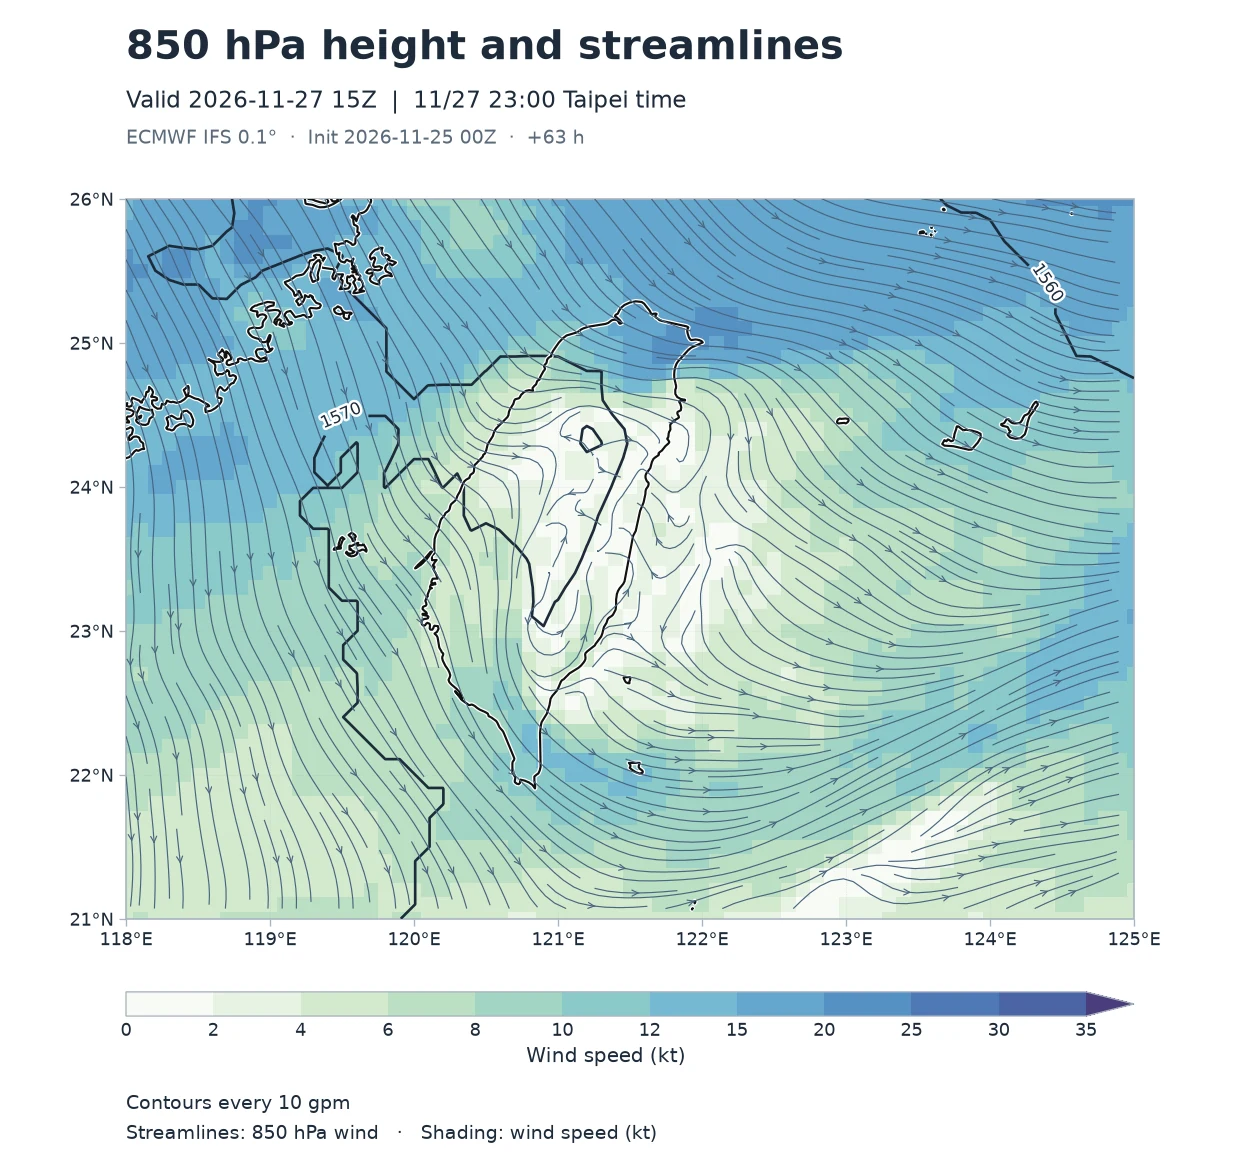 850 hPa height and streamlines
Valid 2026-11-27 15Z | 11/27 23:00 Taipei time
ECMWF IFS 0.1° · Init 2026-11-25 00Z · +63 h
26°N
1560
25°N
1570
24°N
23°N
22°N
21°N
118°E 119°E 120°E 121°E 122°E 123°E 124°E 125°E
0 2 4 6 8 10 12 15 20 25 30 35
Wind speed (kt)
Contours every 10 gpm
Streamlines: 850 hPa wind · Shading: wind speed (kt)